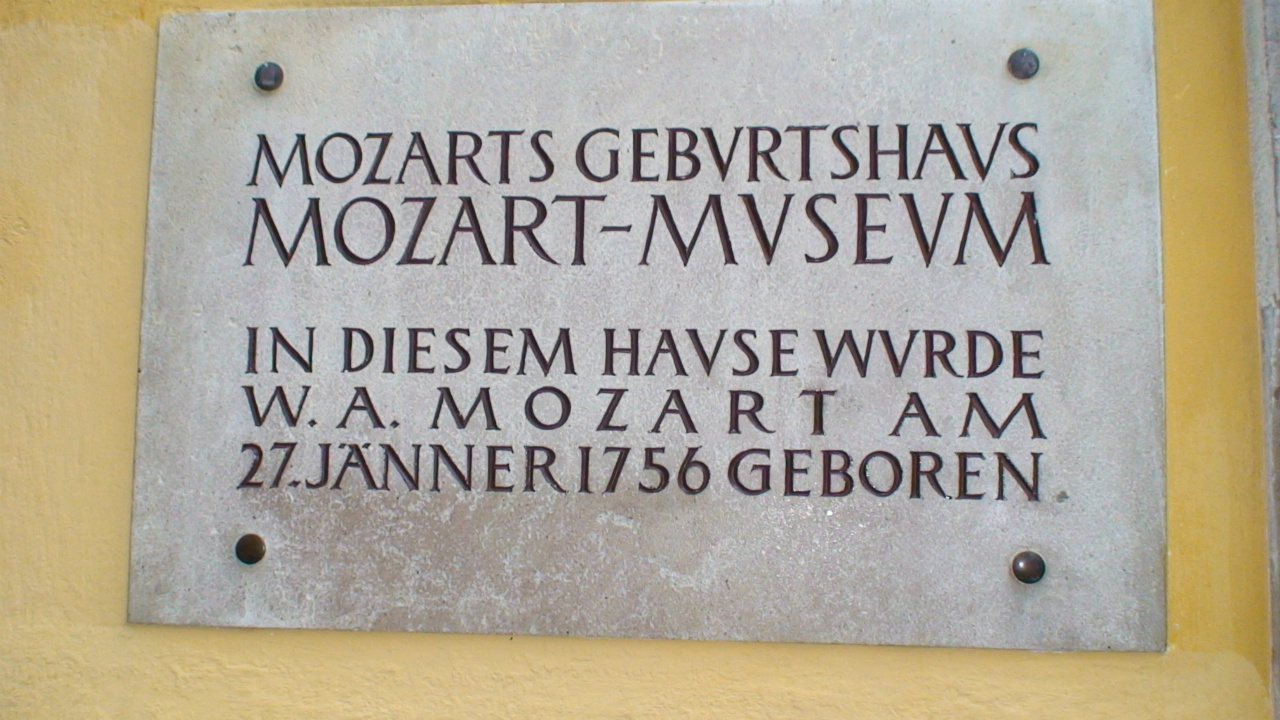 MOZARTS GEBVRTSHAVS
MOZART-MVSEVM
IN DIESEM HAVSE WVRDE
W. A. MOZART AM
27. JÄNNER 1756 GEBOREN